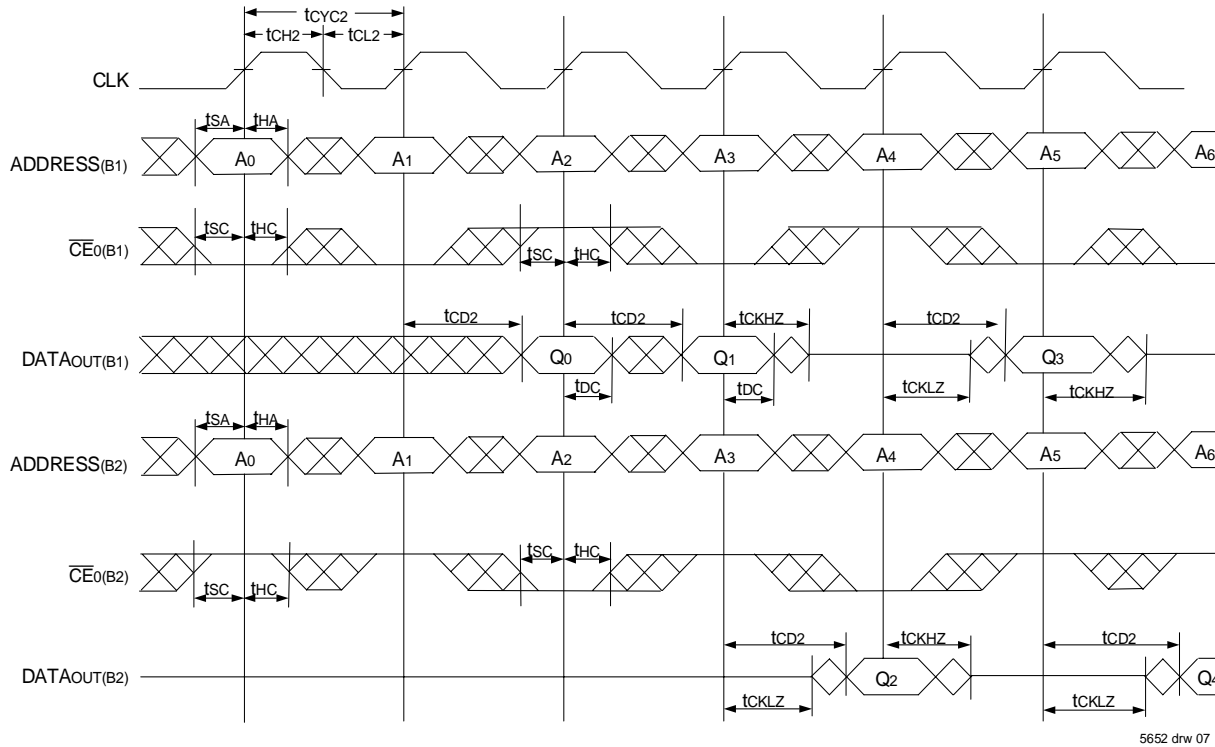 tCYC2
tCH2 tCL2
CLK
tSA tHA
ADDRESS(B1) A0 A1 A2 A3 A4 A5 A6
tSC tHC
CE0(B1) tSC tHC
tCD2 tCD2 tCKHZ tCD2
DATAOUT(B1) Q0 Q1 Q3
tDC tDC tCKLZ tCKHZ
tSA tHA
ADDRESS(B2) A0 A1 A2 A3 A4 A5 A6
tSC tHC
CE0(B2)
tSC tHC
tCD2 tCKHZ tCD2
DATAOUT(B2) Q2 Q4
tCKLZ tCKLZ
5652 drw 07